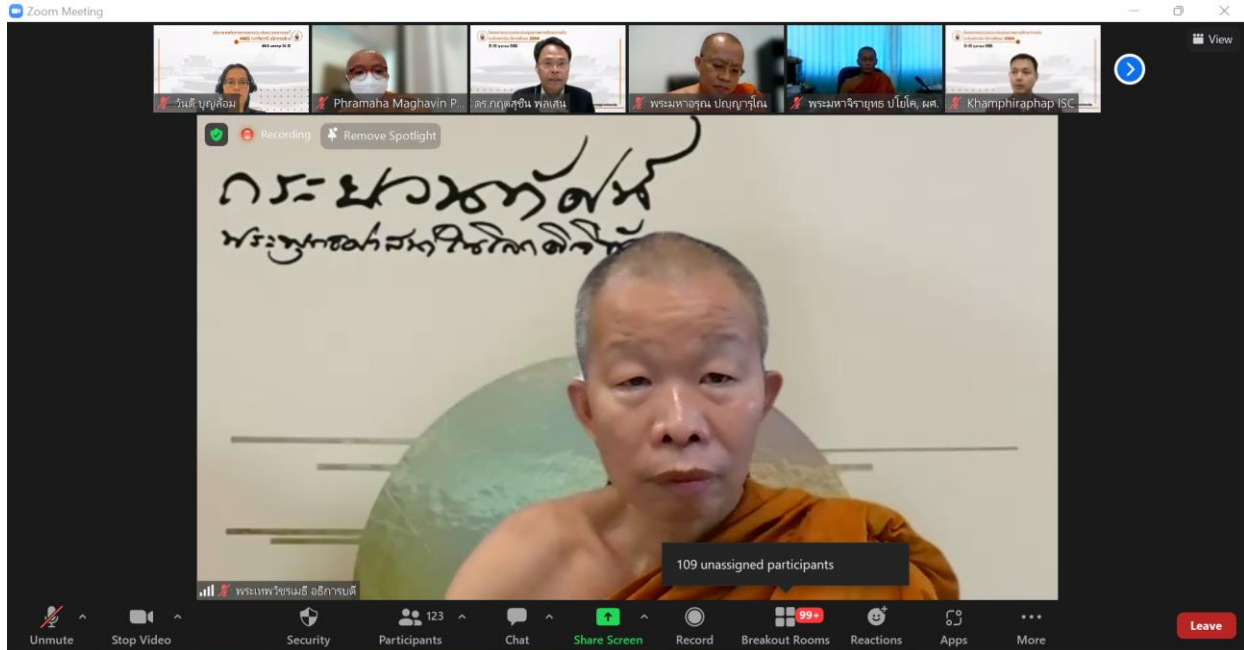 Zoom Meeting
View
วันดี บุญล้อม
Phramaha Maghavin P...
ดร.กฤตสุชิน พลเสน
พระมหาอรุณ ปญฺญารุโณ
พระมหาจิรายุทธ ปโยโค, ผศ.
Khamphiraphap ISC
Recording
Remove Spotlight
กระบวนทัศน์
พระพุทธศาสนาในโลกดิจิทัล
109 unassigned participants
พระเทพวัชรเมธี อธิการบดี
123
99+
Unmute
Stop Video
Security
Participants
Chat
Share Screen
Record
Breakout Rooms
Reactions
Apps
More
Leave